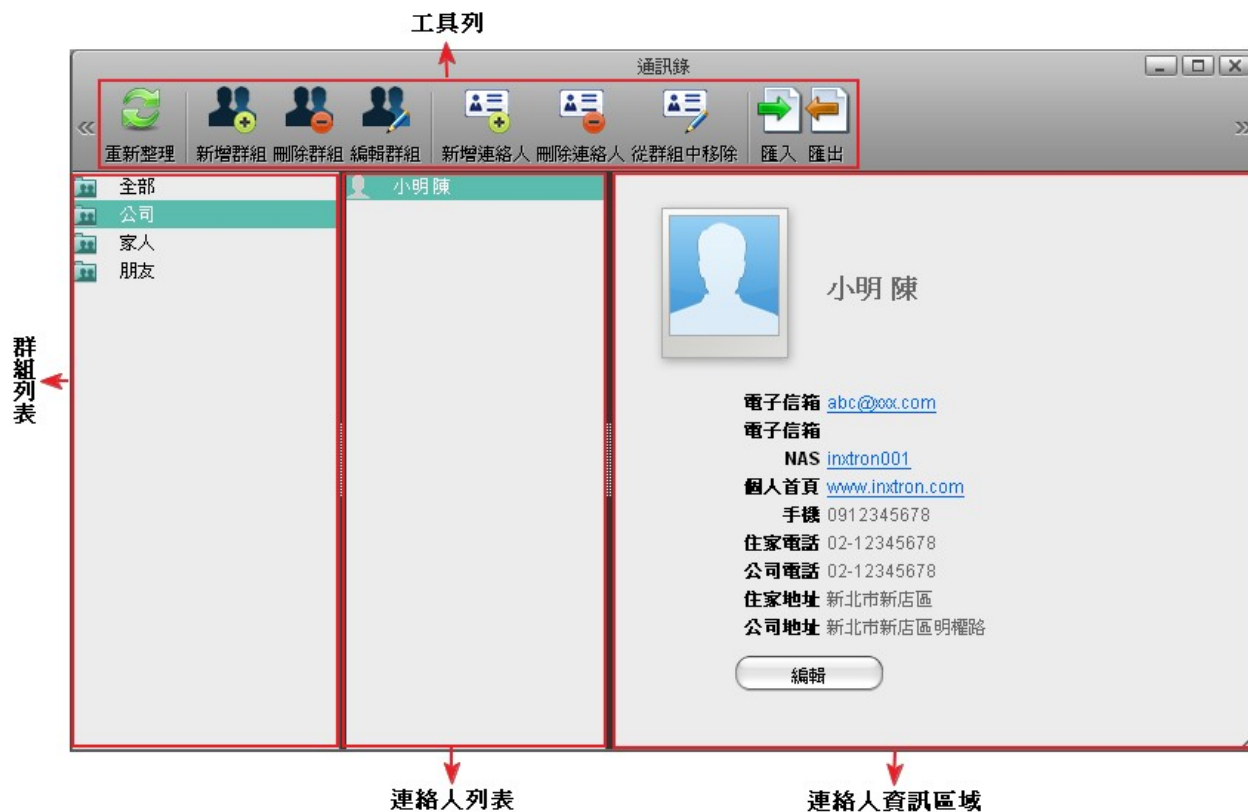 工具列
通訊錄
重新整理 新增群組 刪除群組 編輯群組 新增連絡人 刪除連絡人 從群組中移除 匯入 匯出
全部
公司
家人
朋友
小明 陳
小明 陳
電子信箱 abc@xxx.com
電子信箱
NAS inxtron001
個人首頁 www.inxtron.com
手機 0912345678
住家電話 02-12345678
公司電話 02-12345678
住家地址 新北市新店區
公司地址 新北市新店區明權路
編輯
群組列表
連絡人列表
連絡人資訊區域